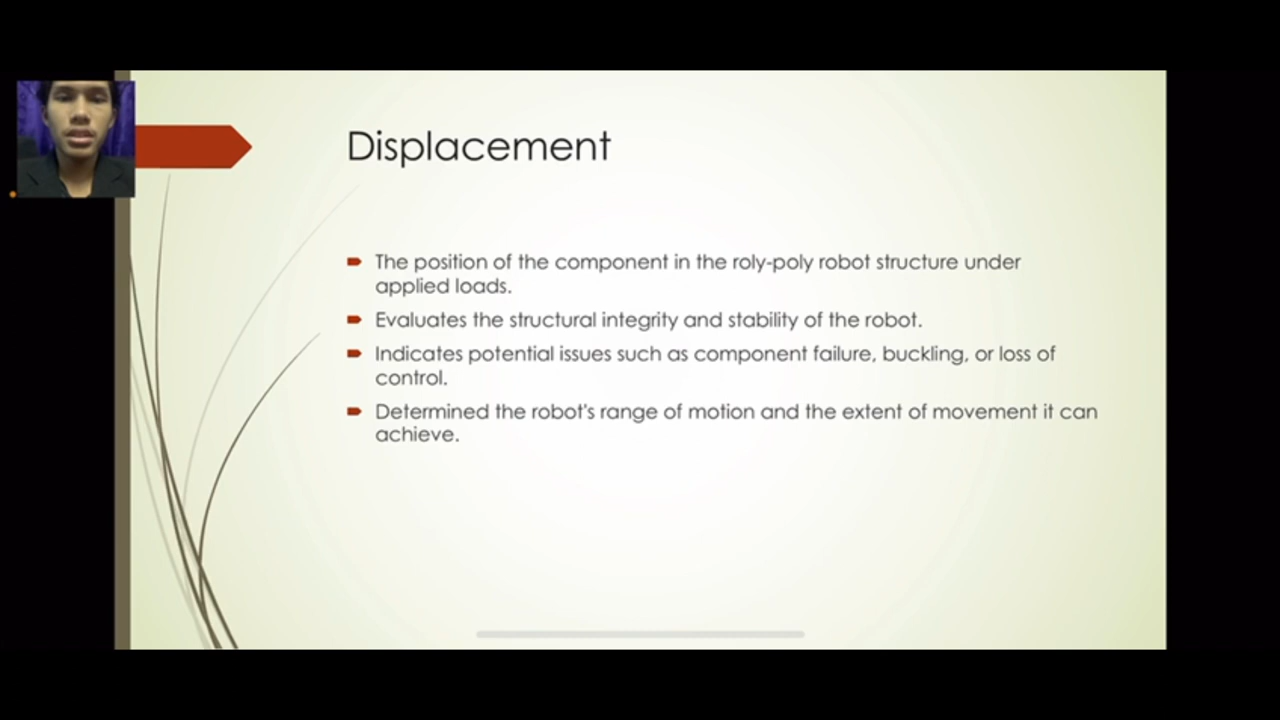 Displacement
The position of the component in the roly-poly robot structure under
applied loads.
Evaluates the structural integrity and stability of the robot.
Indicates potential issues such as component failure, buckling, or loss of
control.
Determined the robot's range of motion and the extent of movement it can
achieve.